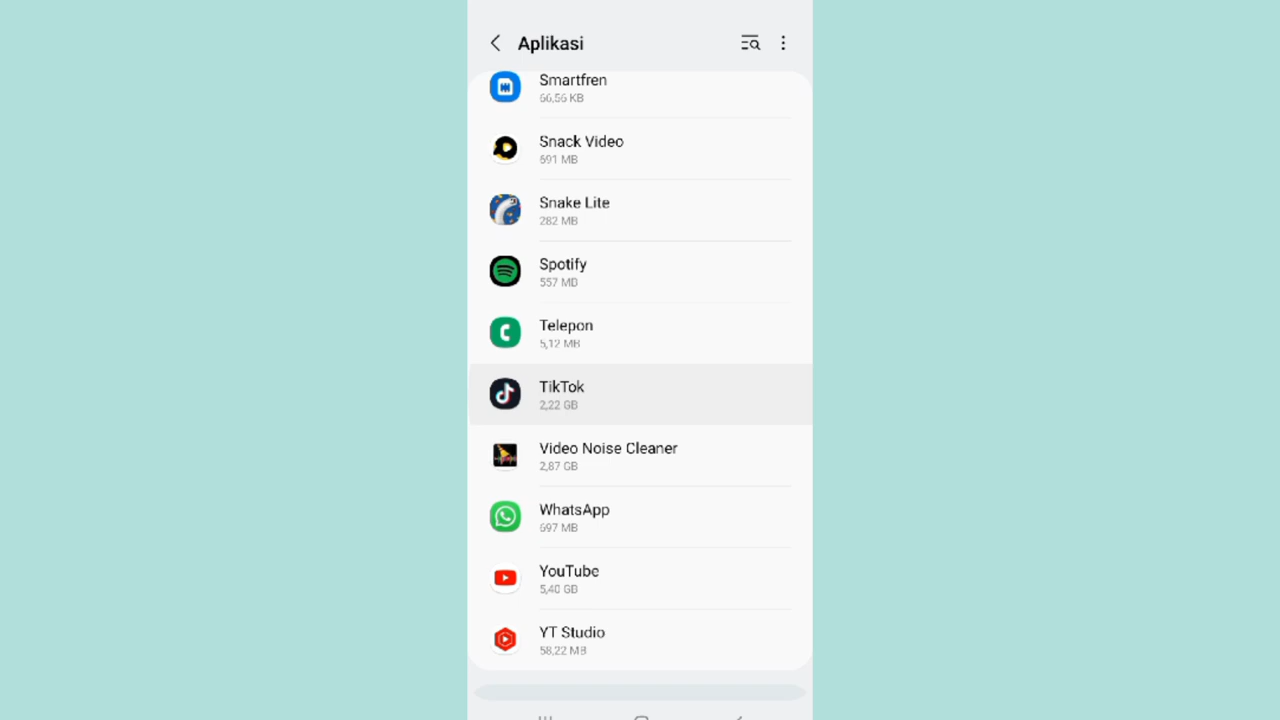 Aplikasi
Smartfren
66,56 KB
Snack Video
691 MB
Snake Lite
282 MB
Spotify
557 MB
Telepon
5,12 MB
TikTok
2,22 GB
Video Noise Cleaner
2,87 GB
WhatsApp
697 MB
YouTube
5,40 GB
YT Studio
58,22 MB